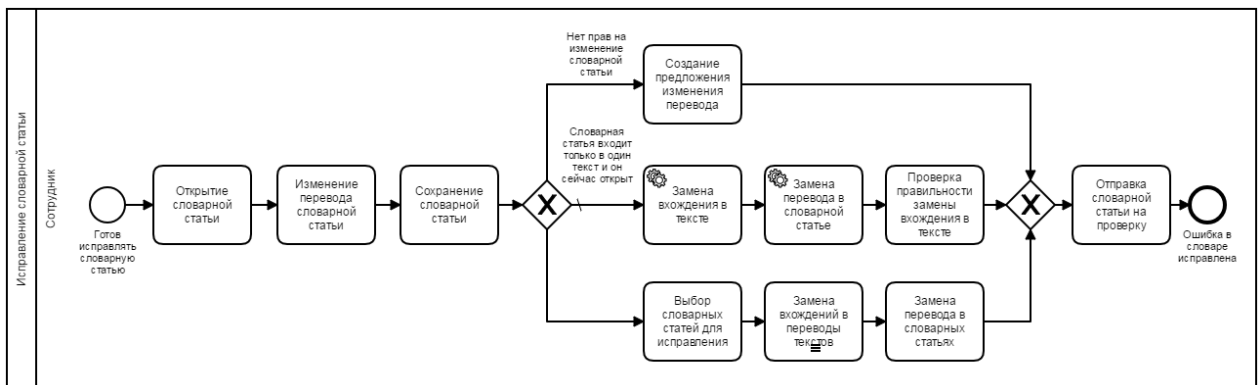 Исправление словарной статьи
Сотрудник
Готов
исправлять
словарную
статью
Открытие
словарной
статьи
Изменение
перевода
словарной
статьи
Сохранение
словарной
статьи
Нет прав на
изменение
словарной
статьи
Создание
предложения
изменения
перевода
Словарная
статья входит
только в один
текст и он
сейчас открыт
Замена
вхождения в
тексте
Замена
перевода в
словарной
статье
Проверка
правильности
замены
вхождения в
тексте
Выбор
словарных
статей для
исправления
Замена
вхождений в
переводы
текстов
Замена
перевода в
словарных
статьях
Отправка
словарной
статьи на
проверку
Ошибка в
словаре
исправлена